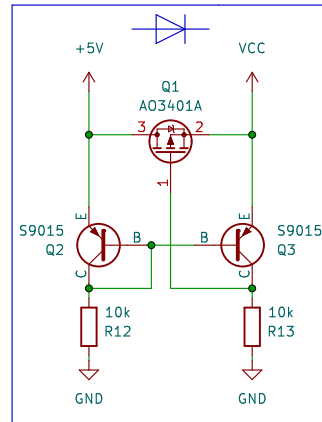 +5V
VCC
Q1
AO3401A
3
2
1
S9015
Q2
E
B
C
B
E
C
S9015
Q3
10k
R12
10k
R13
GND
GND